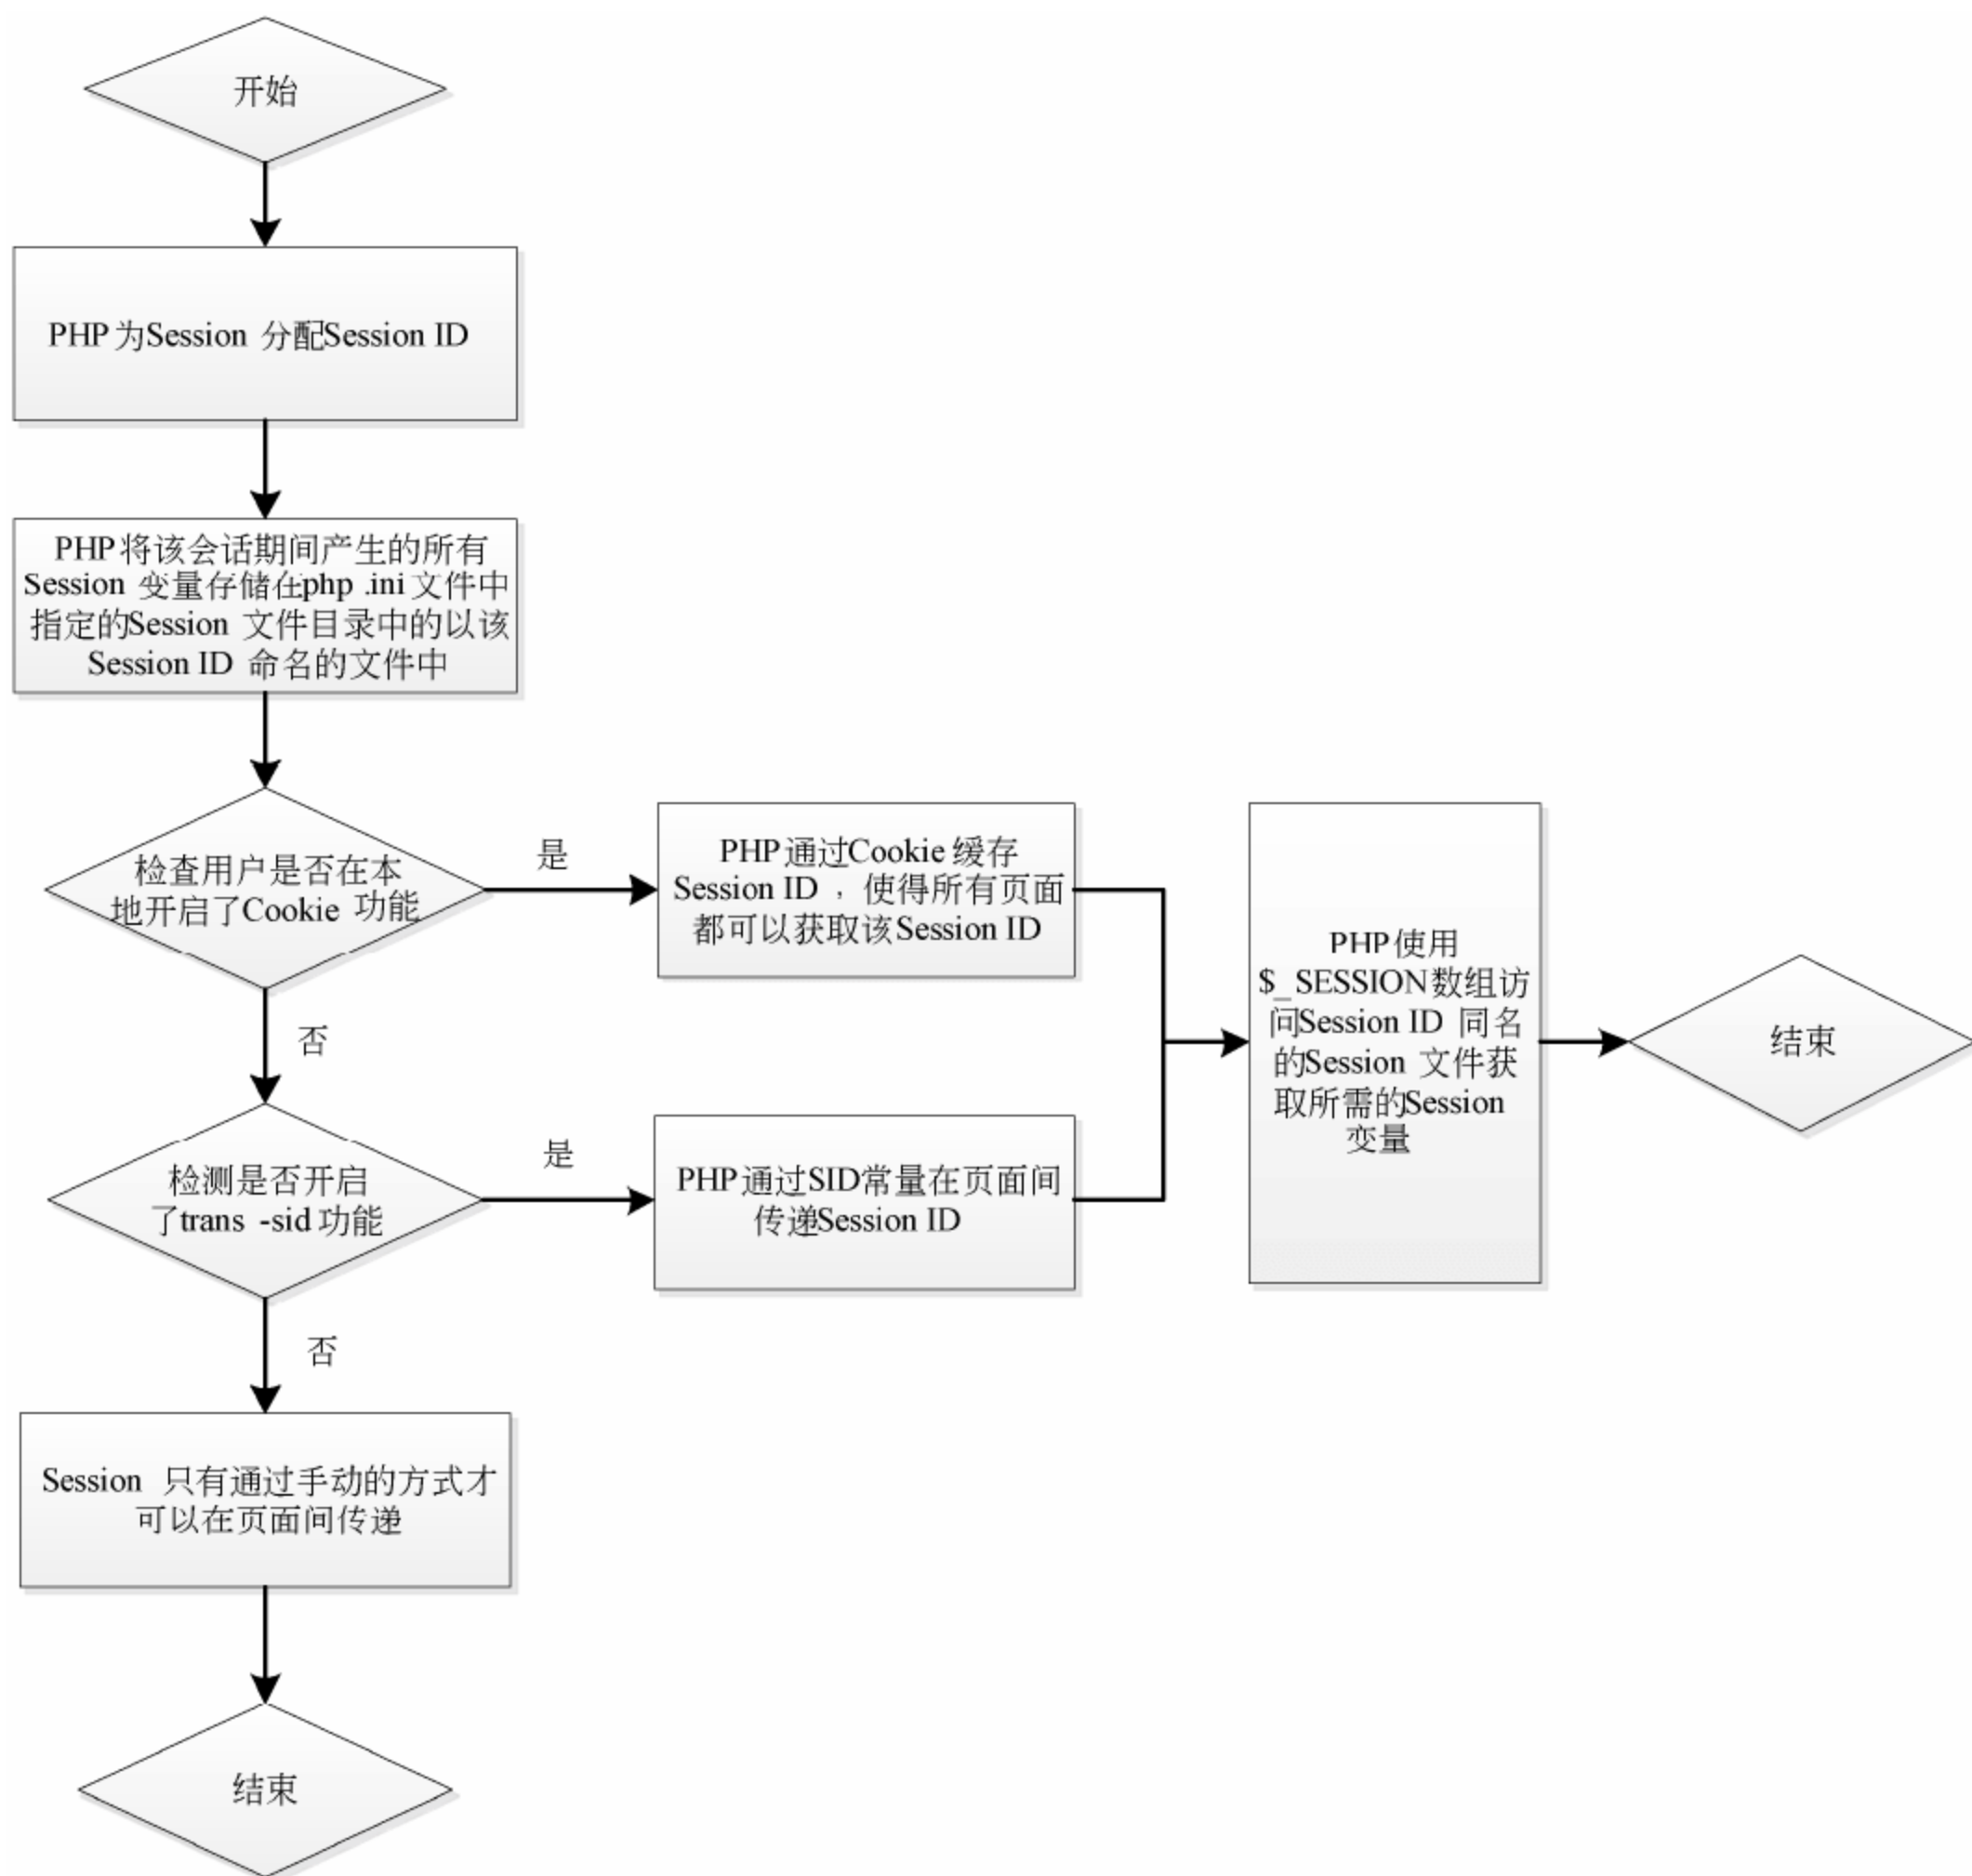 开始
PHP为Session 分配Session ID
PHP将该会话期间产生的所有
Session 变量存储在php .ini文件中
指定的Session 文件目录中的以该
Session ID 命名的文件中
检查用户是否在本
地开启了Cookie 功能
是
PHP通过Cookie缓存
Session ID ，使得所有页面
都可以获取该Session ID
否
检测是否开启
了trans -sid功能
是
PHP通过SID常量在页面间
传递Session ID
PHP使用
$_SESSION数组访
问Session ID 同名
的Session 文件获
取所需的Session
变量
结束
否
Session 只有通过手动的方式才
可以在页面间传递
结束